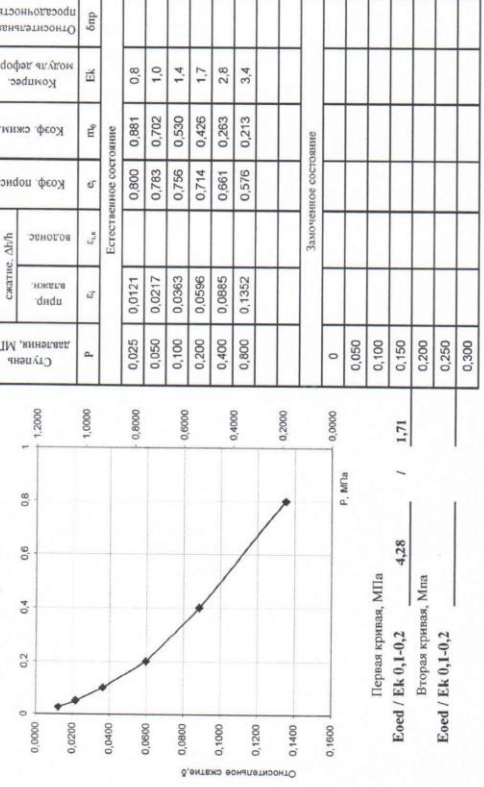 0 0,2 0,4 0,6 0,8 1
0,0000
0,0200
0,0400
0,0600
0,0800
0,1000
0,1200
0,1400
0,1600
1,2000
1,0000
0,8000
0,6000
0,4000
0,2000
0,0000
Относительное сжатие,δ
Р, МПа
Первая кривая, МПа
Eoed / Ek 0,1-0,2 4,28 / 1,71
Вторая кривая, Мпа
Eoed / Ek 0,1-0,2
Ступень давления, МП
сжатие, Δh/h
прир. влажн.
водонас
Коэф. порис
Коэф. сжим.
Компрес. модуль дефор
Относительная просадочность
P εi εi,в ei m0 Ek δпр
Естественное состояние
0,025 0,0121 0,800 0,881 0,8
0,050 0,0217 0,783 0,702 1,0
0,100 0,0363 0,756 0,530 1,4
0,200 0,0596 0,714 0,426 1,7
0,400 0,0885 0,661 0,263 2,8
0,800 0,1352 0,576 0,213 3,4
Замоченное состояние
0
0,050
0,100
0,150
0,200
0,250
0,300